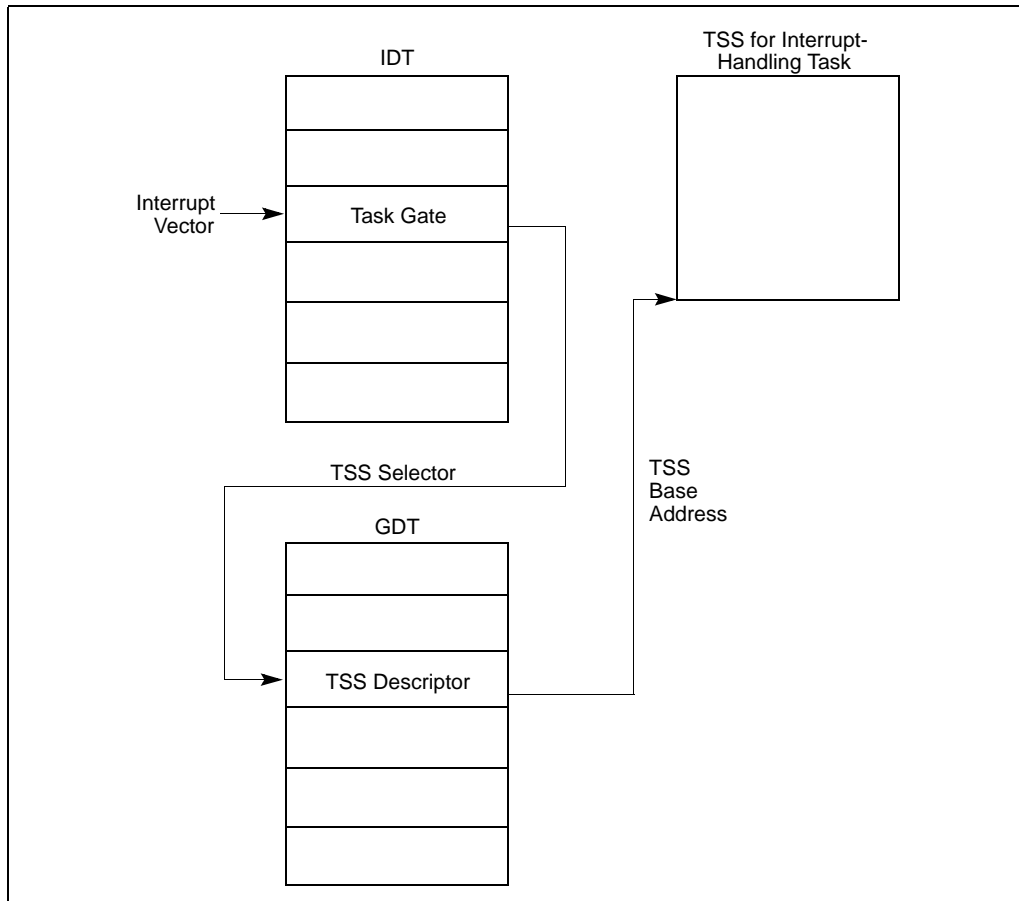 TSS for Interrupt-
Handling Task
IDT
Interrupt
Vector
Task Gate
TSS Selector
TSS
Base
Address
GDT
TSS Descriptor